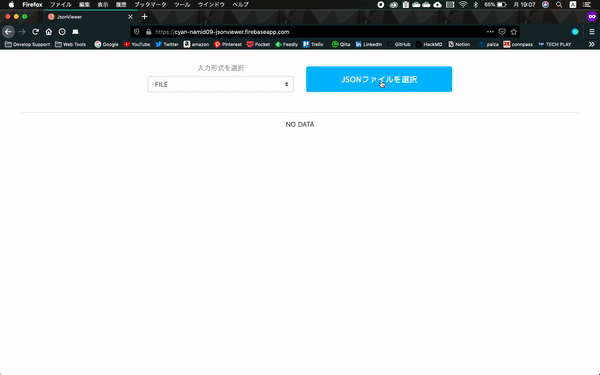 Firefox ファイル 編集 表示 履歴 ブックマーク ツール ウインドウ ヘルプ 65% 月 19:07
JsonViewer
https://cyan-namid09-jsonviewer.firebaseapp.com
Develop Support Web Tools Google YouTube Twitter amazon Pinterest Pocket Feedly Trello Qiita LinkedIn GitHub HackMD Notion paiza connpass TECH PLAY
入力形式を選択
FILE
JSONファイルを選択
NO DATA